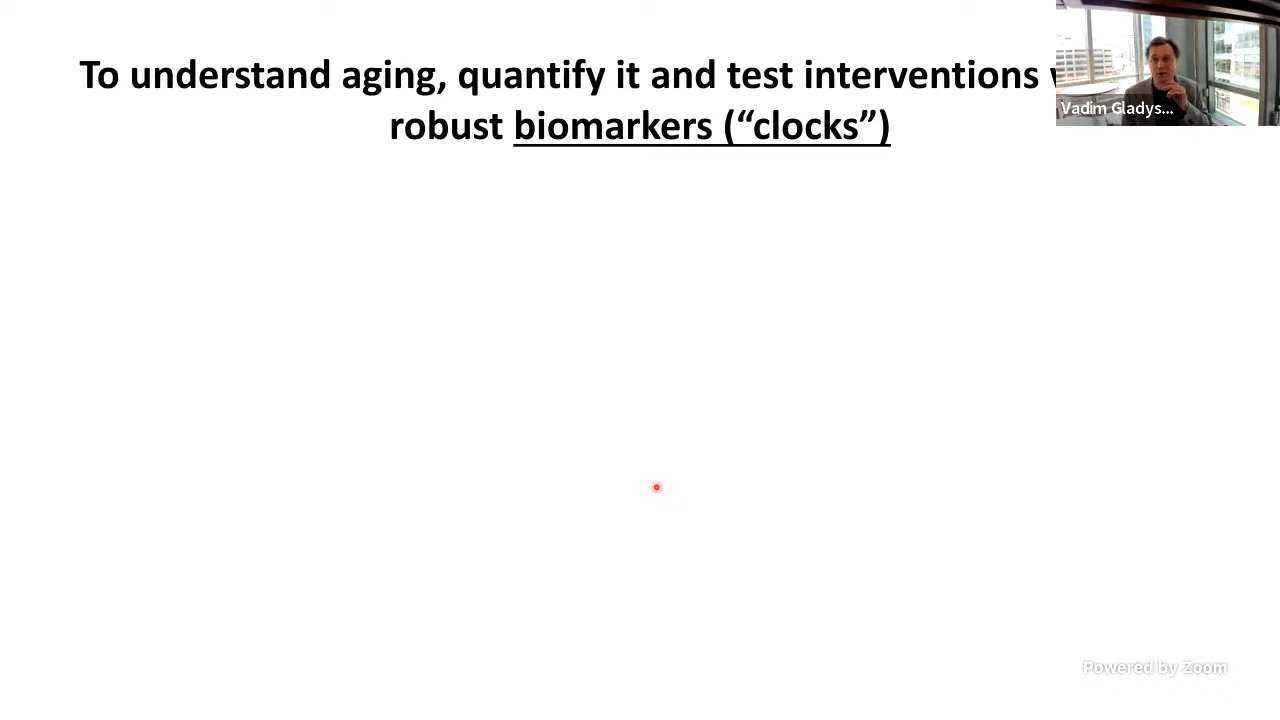 To understand aging, quantify it and test interventions
robust biomarkers (“clocks”)
Vadim Gladys...
Powered by Zoom